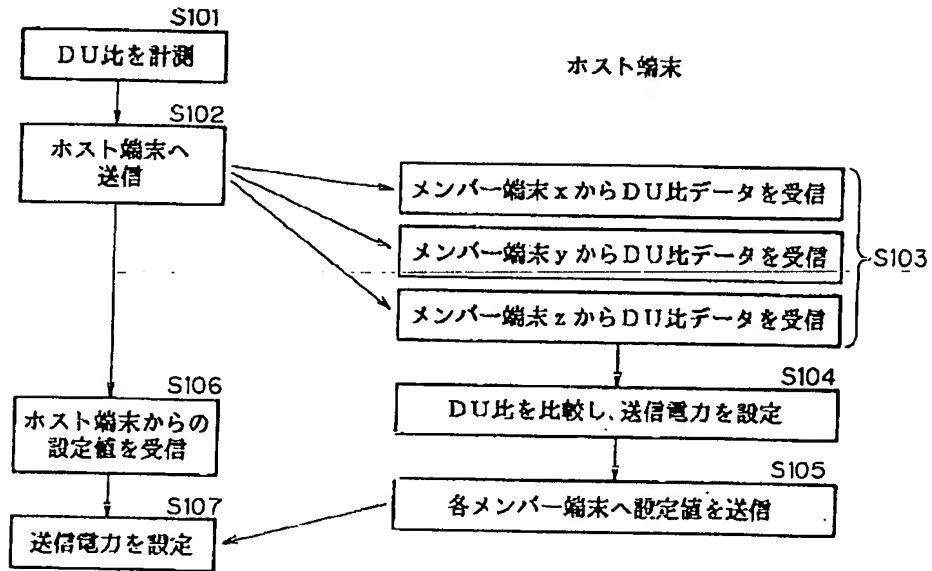 S101
DU比を計測
ホスト端末
S102
ホスト端末へ
送信
メンバー端末xからDU比データを受信
メンバー端末yからDU比データを受信
S103
メンバー端末zからDU比データを受信
S104
S106
DU比を比較し、送信電力を設定
ホスト端末からの
設定値を受信
S105
S107
各メンバー端末へ設定値を送信
送信電力を設定